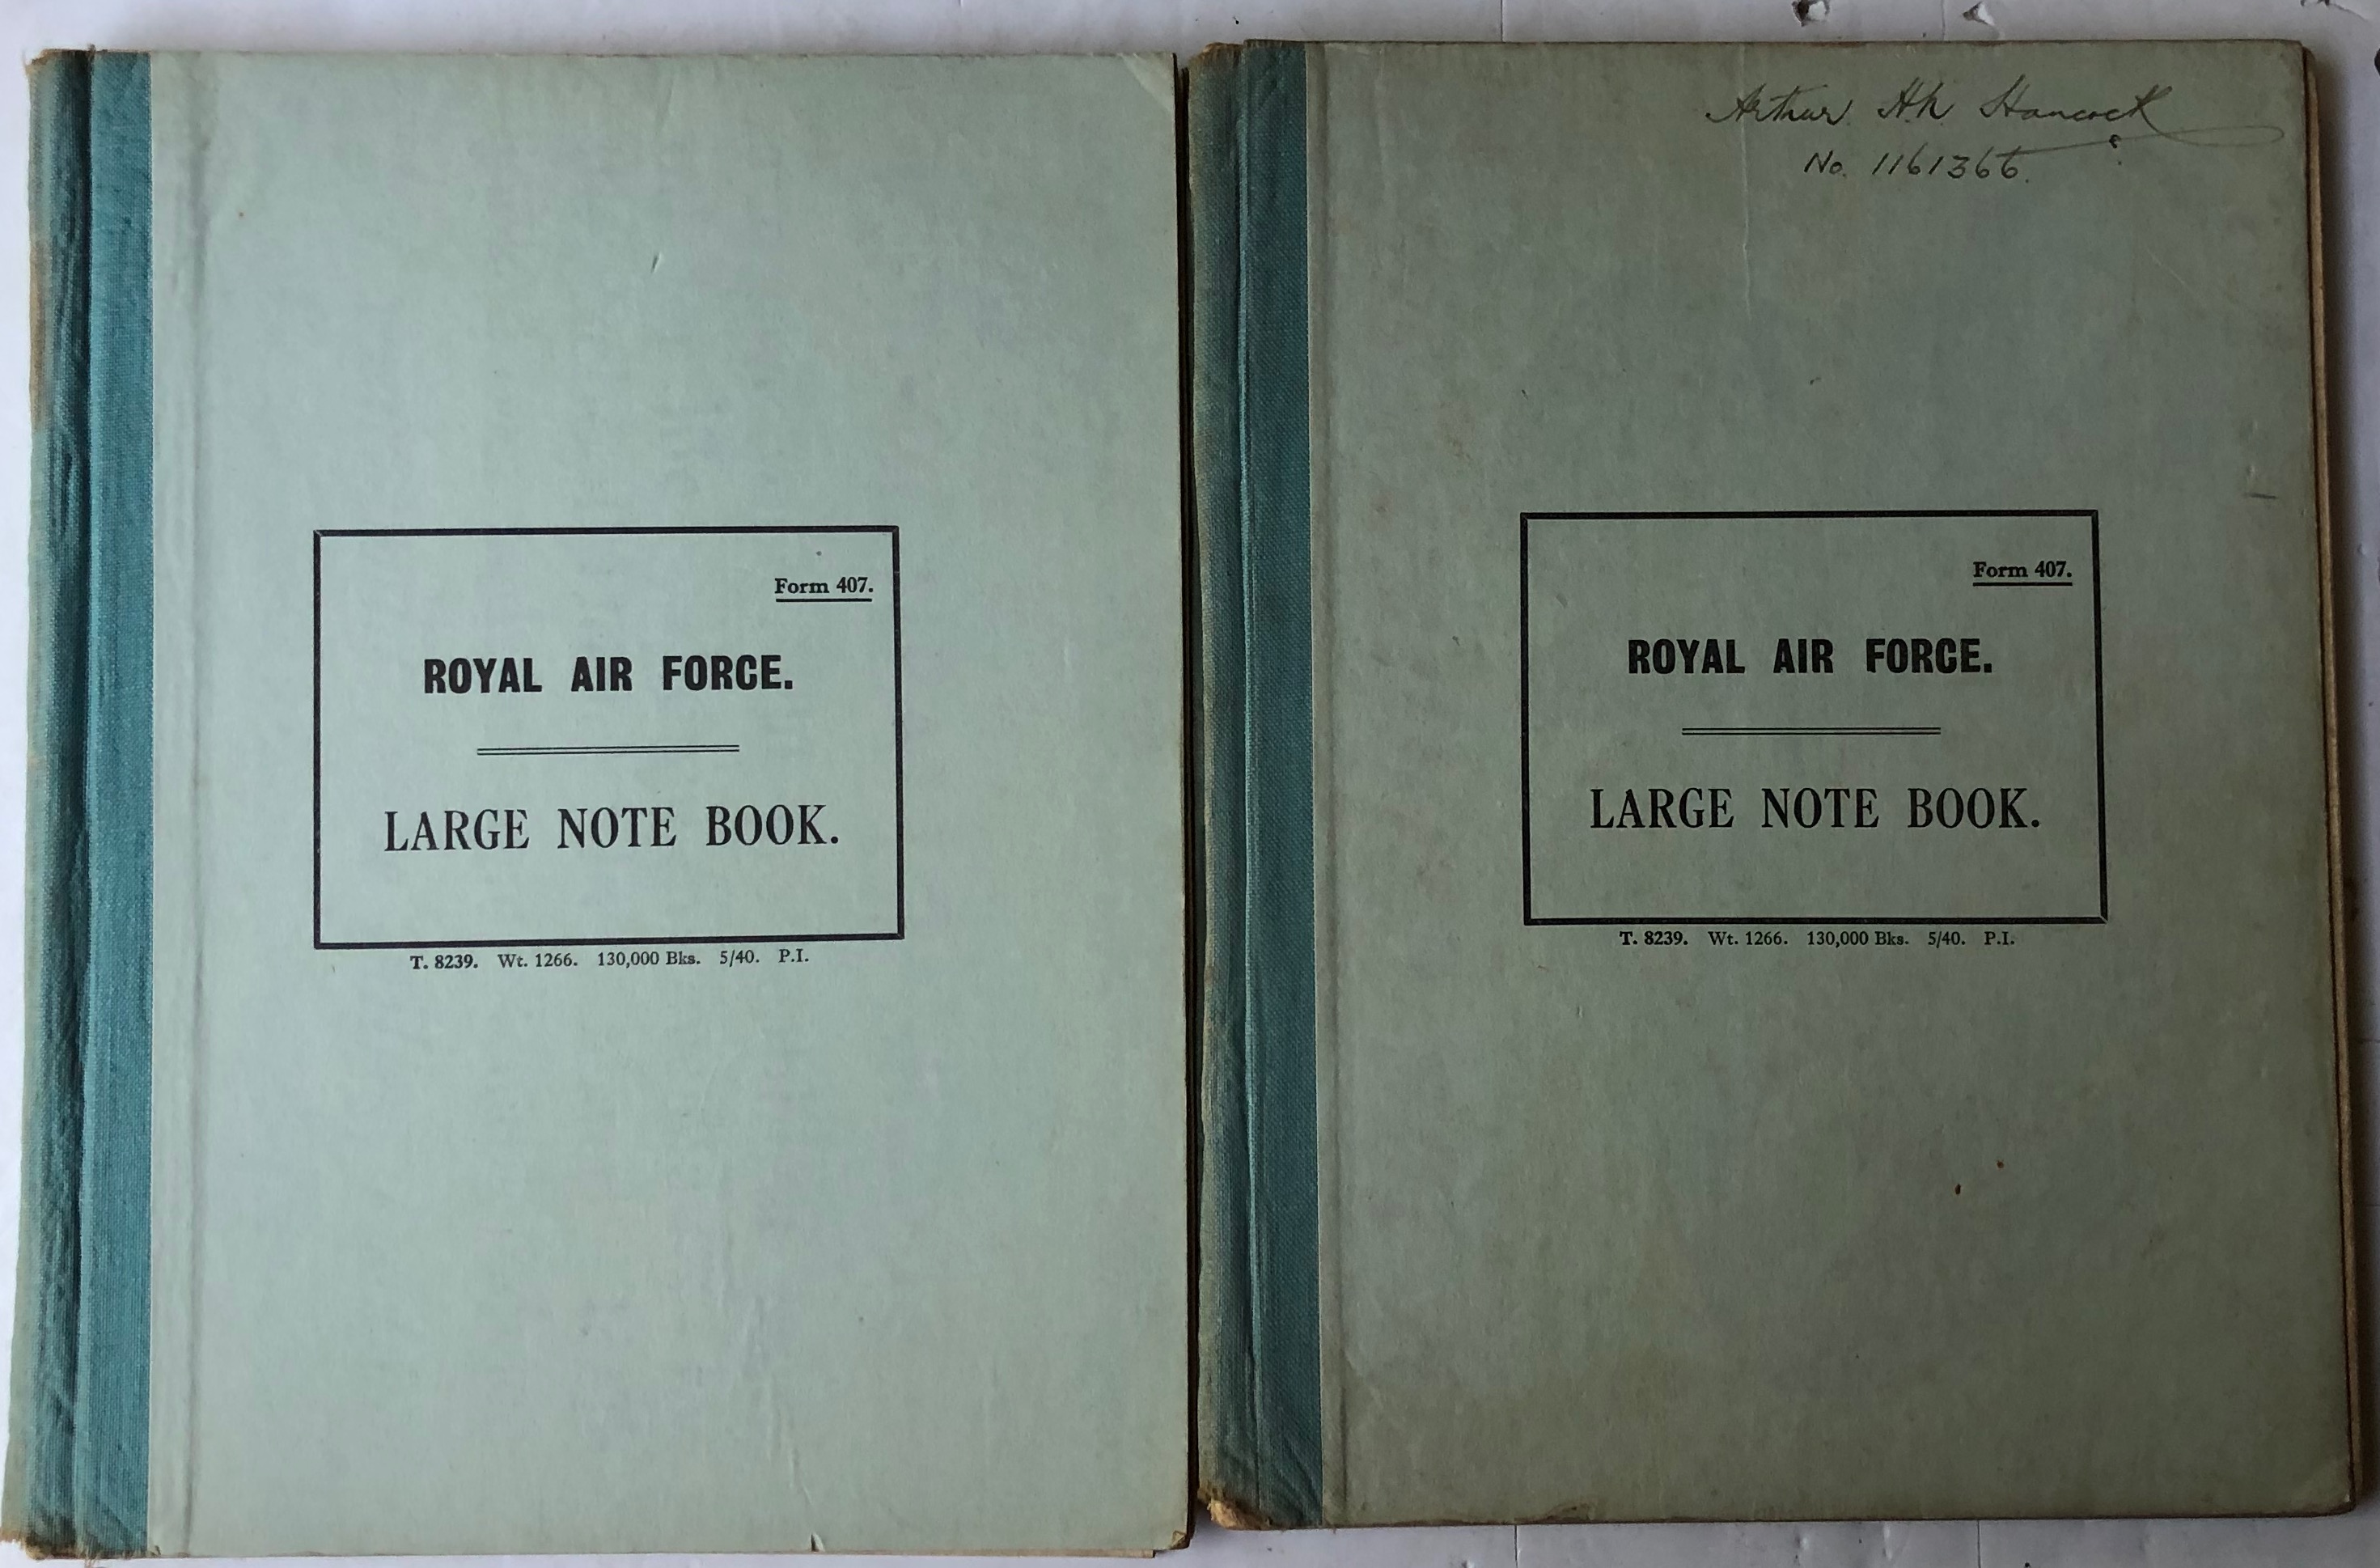 Form 407.
ROYAL AIR FORCE.
LARGE NOTE BOOK.
T. 8239. Wt. 1266. 130,000 Bks. 5/40. P.I.
Arthur H.h. Hancock
No. 1161366.
Form 407.
ROYAL AIR FORCE.
LARGE NOTE BOOK.
T. 8239. Wt. 1266. 130,000 Bks. 5/40. P.I.